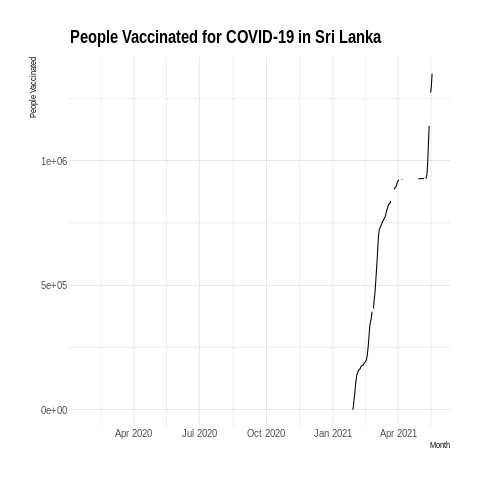 People Vaccinated for COVID-19 in Sri Lanka
People Vaccinated
1e+06
5e+05
0e+00
Apr 2020 Jul 2020 Oct 2020 Jan 2021 Apr 2021
Month